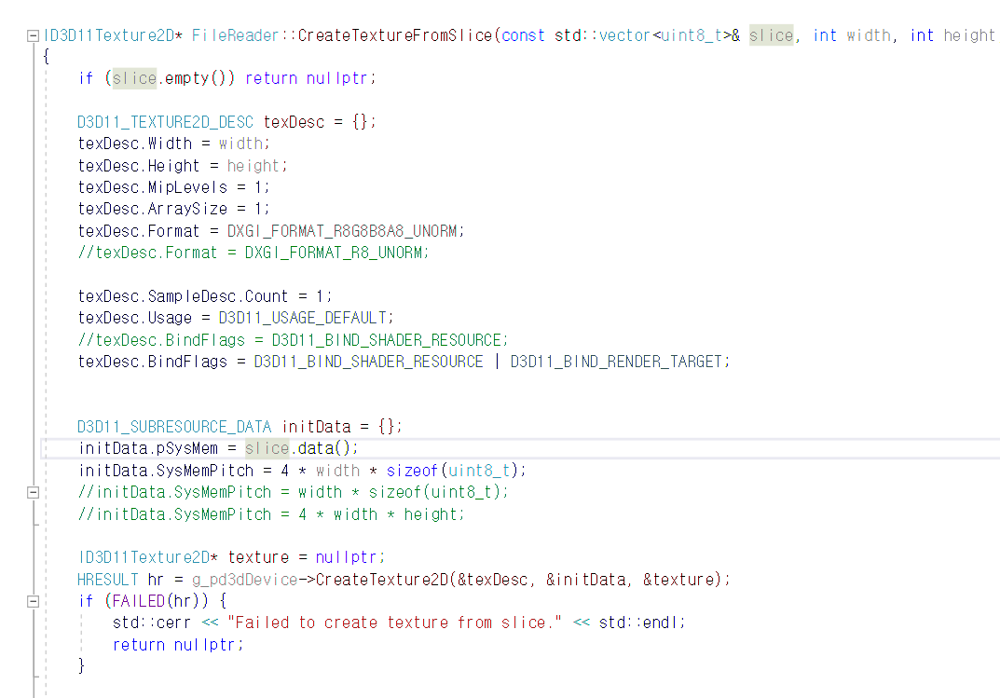 ID3D11Texture2D* FileReader::CreateTextureFromSlice(const std::vector<uint8_t>& slice, int width, int height
{
if (slice.empty()) return nullptr;
D3D11_TEXTURE2D_DESC texDesc = {};
texDesc.Width = width;
texDesc.Height = height;
texDesc.MipLevels = 1;
texDesc.ArraySize = 1;
texDesc.Format = DXGI_FORMAT_R8G8B8A8_UNORM;
//texDesc.Format = DXGI_FORMAT_R8_UNORM;
texDesc.SampleDesc.Count = 1;
texDesc.Usage = D3D11_USAGE_DEFAULT;
//texDesc.BindFlags = D3D11_BIND_SHADER_RESOURCE;
texDesc.BindFlags = D3D11_BIND_SHADER_RESOURCE | D3D11_BIND_RENDER_TARGET;
D3D11_SUBRESOURCE_DATA initData = {};
initData.pSysMem = slice.data();
initData.SysMemPitch = 4 * width * sizeof(uint8_t);
//initData.SysMemPitch = width * sizeof(uint8_t);
//initData.SysMemPitch = 4 * width * height;
ID3D11Texture2D* texture = nullptr;
HRESULT hr = g_pd3dDevice->CreateTexture2D(&texDesc, &initData, &texture);
if (FAILED(hr)) {
std::cerr << "Failed to create texture from slice." << std::endl;
return nullptr;
}